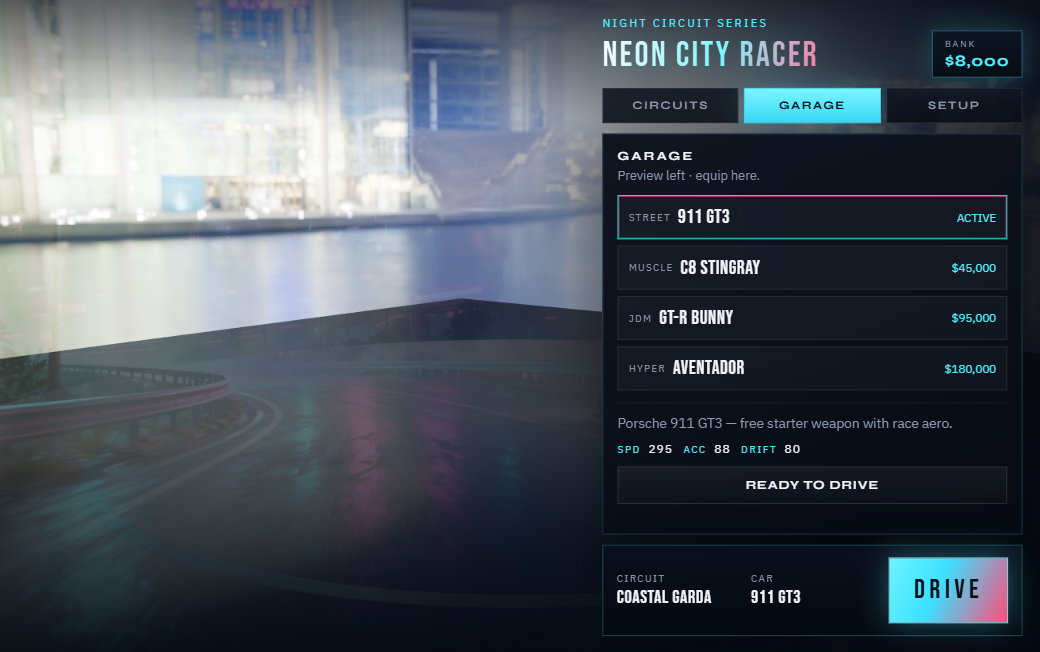 NIGHT CIRCUIT SERIES
NEON CITY RACER
BANK
$8,000
CIRCUITS GARAGE SETUP
GARAGE
Preview left · equip here.
STREET 911 GT3 ACTIVE
MUSCLE C8 STINGRAY $45,000
JDM GT-R BUNNY $95,000
HYPER AVENTADOR $180,000
Porsche 911 GT3 — free starter weapon with race aero.
SPD 295 ACC 88 DRIFT 80
READY TO DRIVE
CIRCUIT CAR
COASTAL GARDA 911 GT3
DRIVE